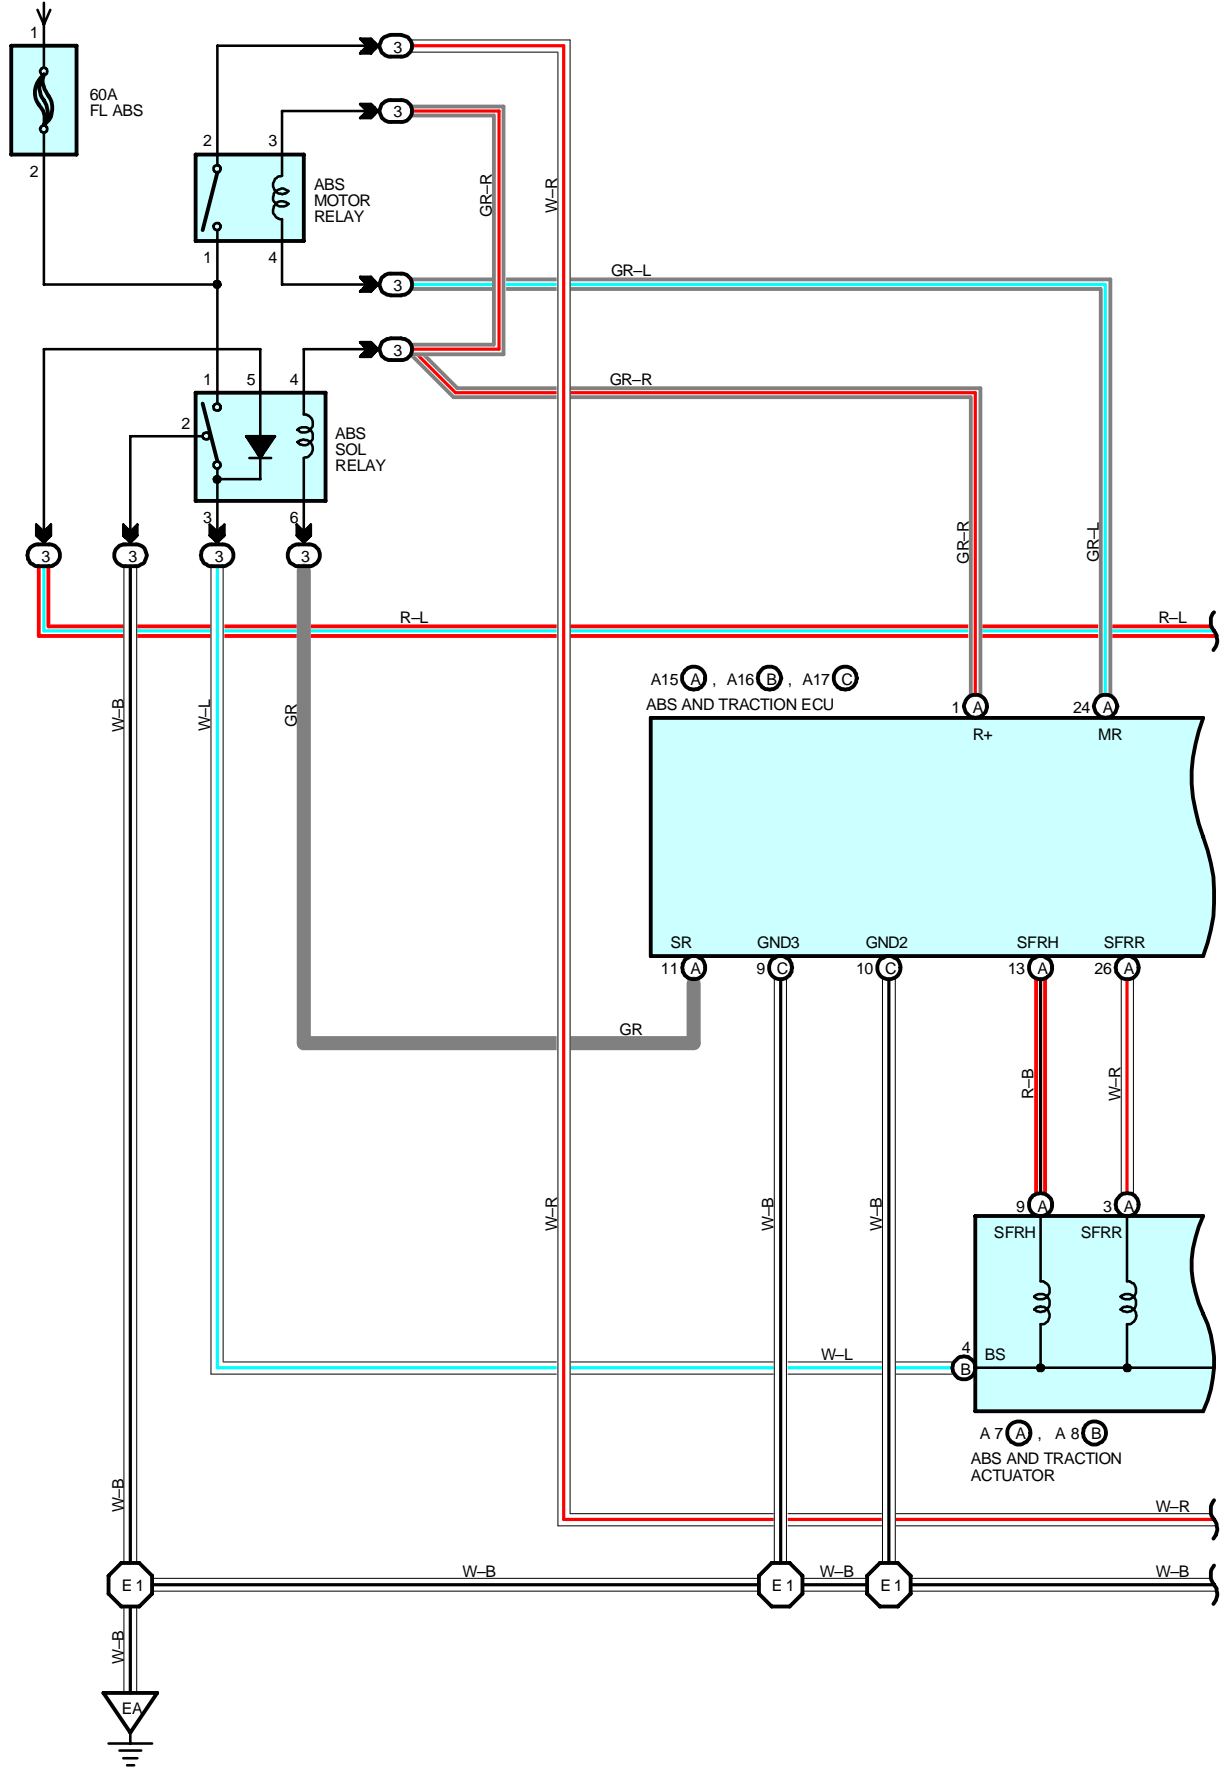 1
3
60A
FL ABS
3
2
3
2
ABS
MOTOR
RELAY
GR–R
W–R
1
4
GR–L
3
3
1
5
4
GR–R
2
ABS
SOL
RELAY
3
6
GR–R
GR–L
3
3
3
3
R–L
R–L
A15 A , A16 B , A17 C
ABS AND TRACTION ECU
W–B
W–L
GR
1 A
24 A
R+
MR
SR
GND3
GND2
SFRH
SFRR
11 A
9 C
10 C
13 A
26 A
GR
R–B
W–R
W–R
W–B
W–B
9 A
3 A
SFRH
SFRR
4
W–L
B
BS
A 7 A , A 8 B
ABS AND TRACTION
ACTUATOR
W–B
W–R
W–B
W–B
W–B
E 1
E 1
E 1
W–B
EA